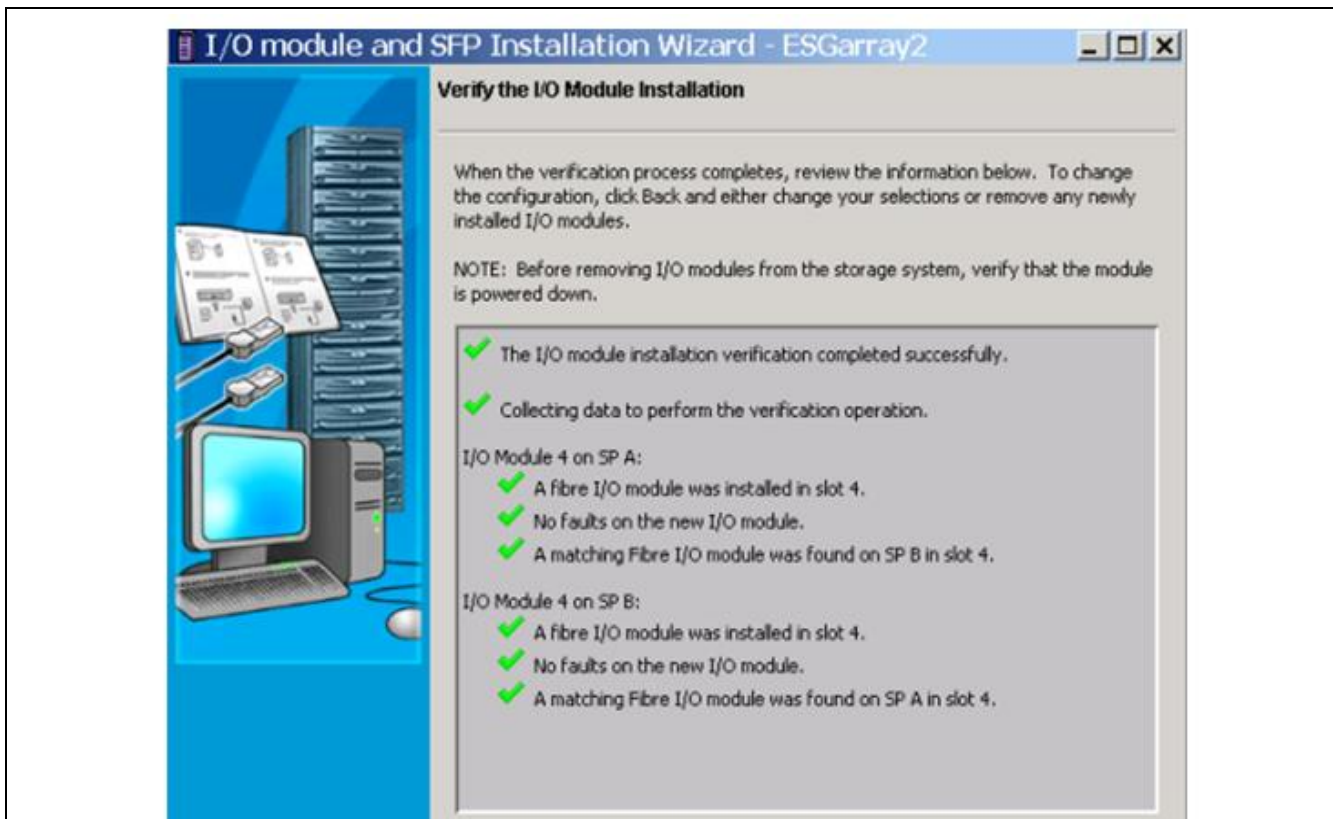 I/O module and SFP Installation Wizard - ESGarray2
Verify the I/O Module Installation
When the verification process completes, review the information below. To change
the configuration, click Back and either change your selections or remove any newly
installed I/O modules.
NOTE: Before removing I/O modules from the storage system, verify that the module
is powered down.
The I/O module installation verification completed successfully.
Collecting data to perform the verification operation.
I/O Module 4 on SP A:
A fibre I/O module was installed in slot 4.
No faults on the new I/O module.
A matching Fibre I/O module was found on SP B in slot 4.
I/O Module 4 on SP B:
A fibre I/O module was installed in slot 4.
No faults on the new I/O module.
A matching Fibre I/O module was found on SP A in slot 4.